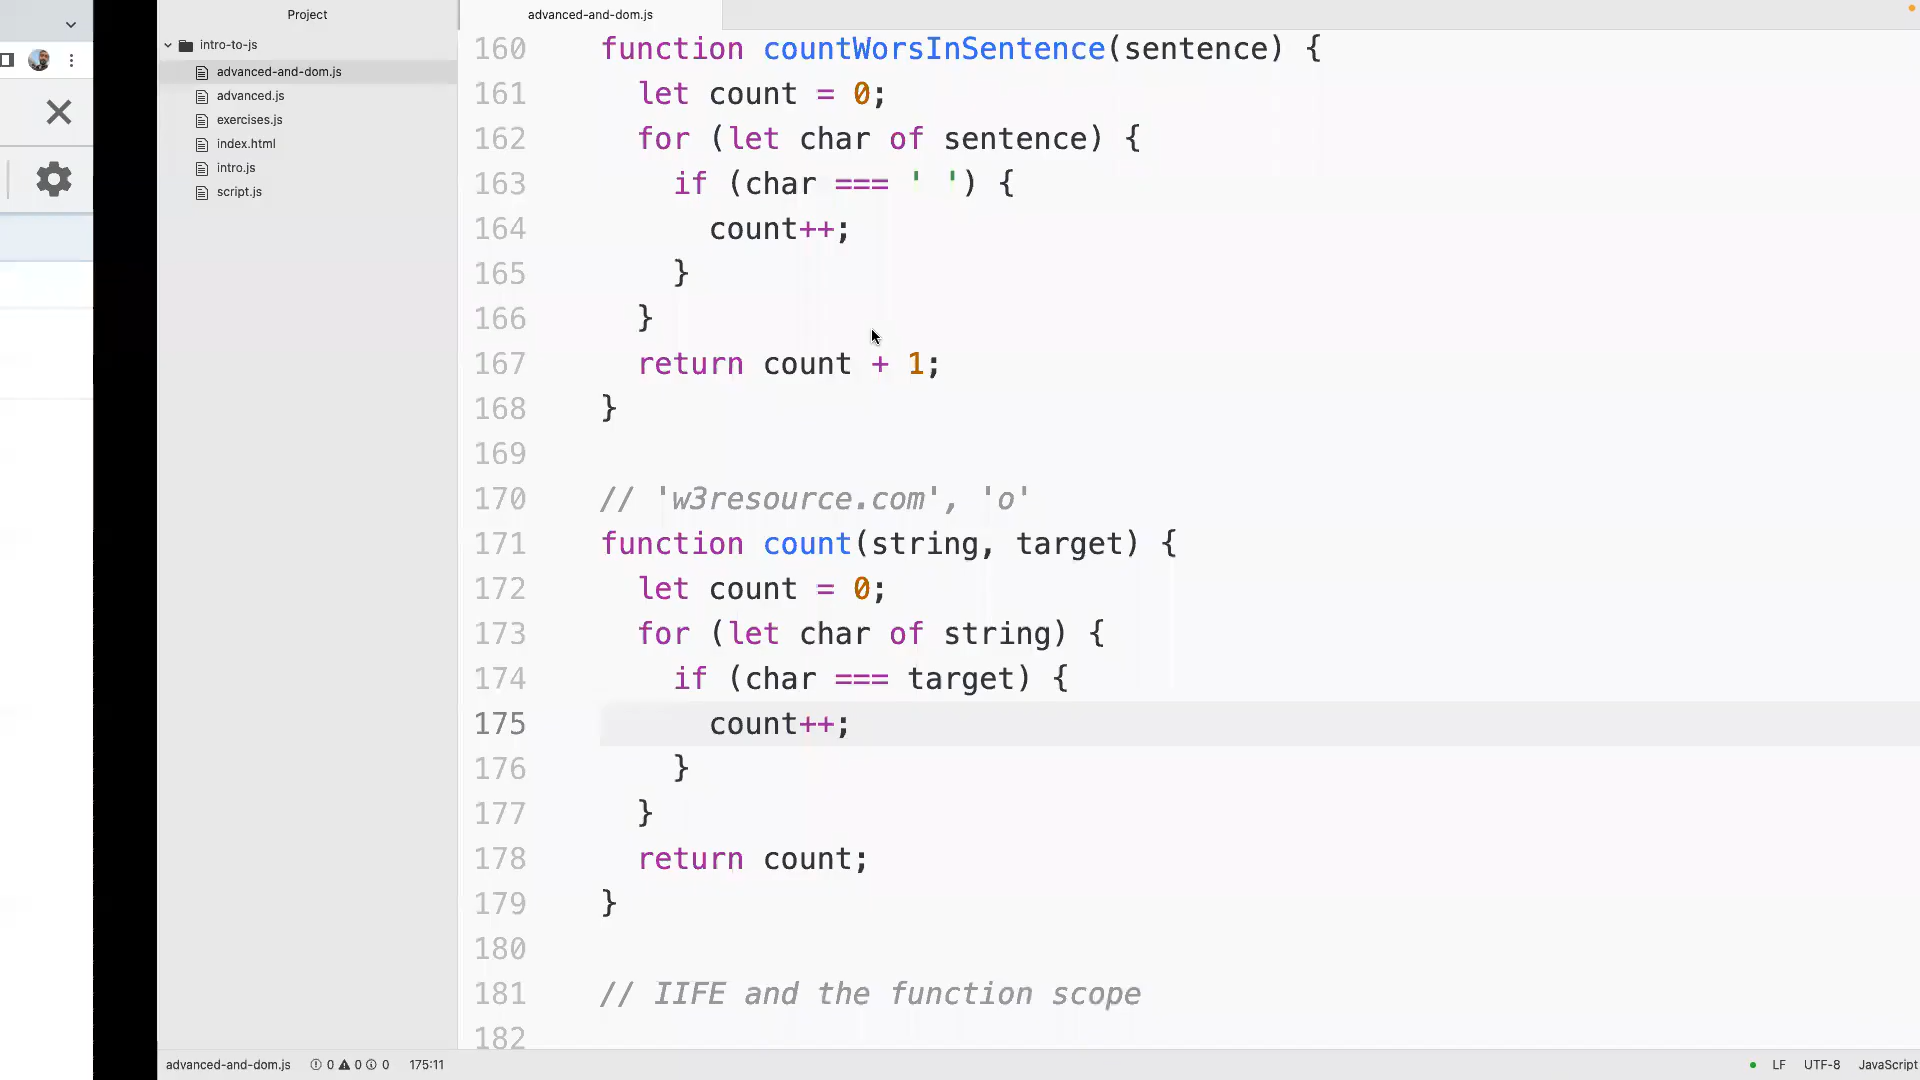 Project
intro-to-js
advanced-and-dom.js
advanced.js
exercises.js
index.html
intro.js
script.js
advanced-and-dom.js
160 function countWorsInSentence(sentence) {
161 let count = 0;
162 for (let char of sentence) {
163 if (char === ' ') {
164 count++;
165 }
166 }
167 return count + 1;
168 }
169
170 // 'w3resource.com', 'o'
171 function count(string, target) {
172 let count = 0;
173 for (let char of string) {
174 if (char === target) {
175 count++;
176 }
177 }
178 return count;
179 }
180
181 // IIFE and the function scope
182
advanced-and-dom.js 0 0 0 175:11 LF UTF-8 JavaScript